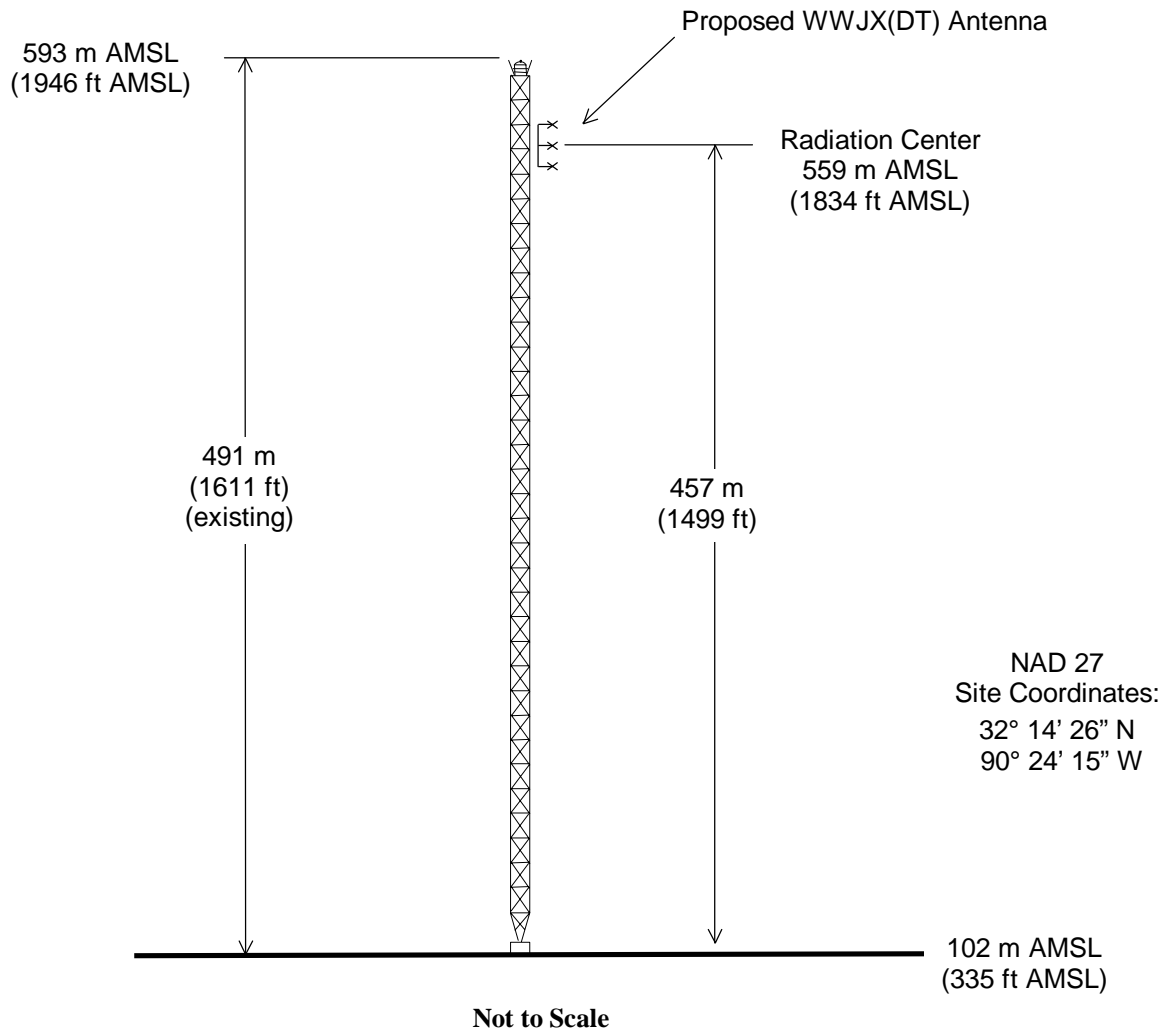 Proposed WWJX(DT) Antenna
593 m AMSL
(1946 ft AMSL)
Radiation Center
559 m AMSL
(1834 ft AMSL)
491 m
(1611 ft)
(existing)
457 m
(1499 ft)
NAD 27
Site Coordinates:
32° 14’ 26” N
90° 24’ 15” W
102 m AMSL
(335 ft AMSL)
Not to Scale